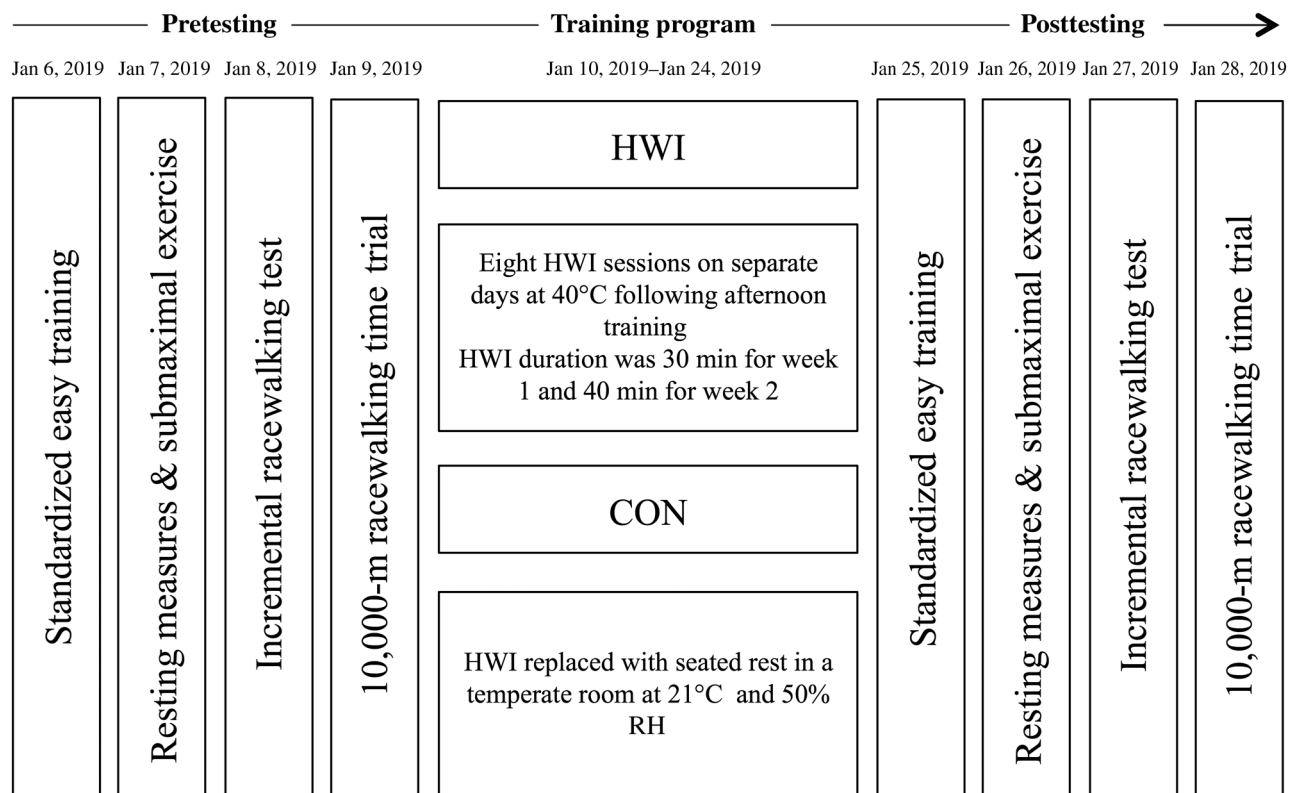 Pretesting
Training program
Posttesting
Jan 6, 2019
Jan 7, 2019
Jan 8, 2019
Jan 9, 2019
Jan 10, 2019–Jan 24, 2019
Jan 25, 2019
Jan 26, 2019
Jan 27, 2019
Jan 28, 2019
Standardized easy training
Resting measures & submaximal exercise
Incremental racewalking test
10,000-m racewalking time trial
HWI
Eight HWI sessions on separate
days at 40°C following afternoon
training
HWI duration was 30 min for week
1 and 40 min for week 2
CON
HWI replaced with seated rest in a
temperate room at 21°C and 50%
RH
Standardized easy training
Resting measures & submaximal exercise
Incremental racewalking test
10,000-m racewalking time trial